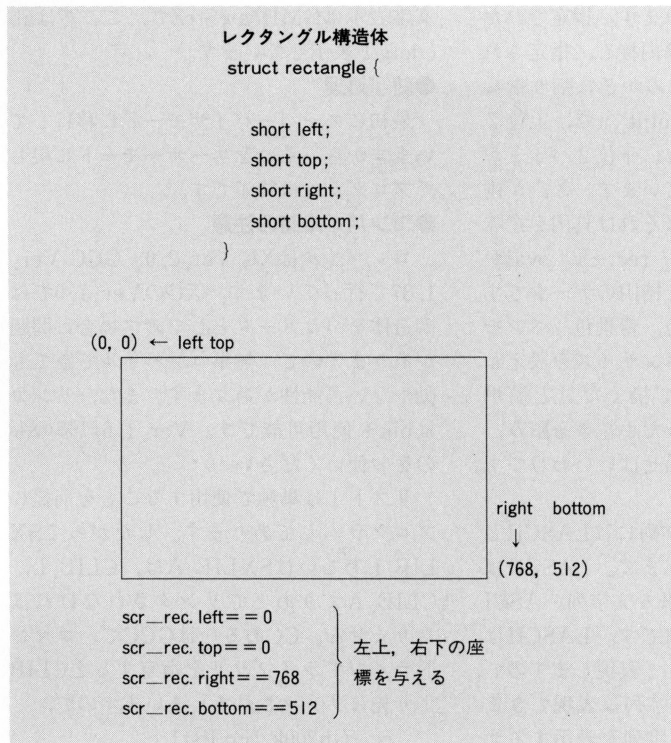 レクタングル構造体
struct rectangle {
short left;
short top;
short right;
short bottom;
}
(0, 0) ← left top
right bottom
↓
(768, 512)
scr_rec. left==0
scr_rec. top==0
scr_rec. right==768
scr_rec. bottom==512
左上，右下の座
標を与える